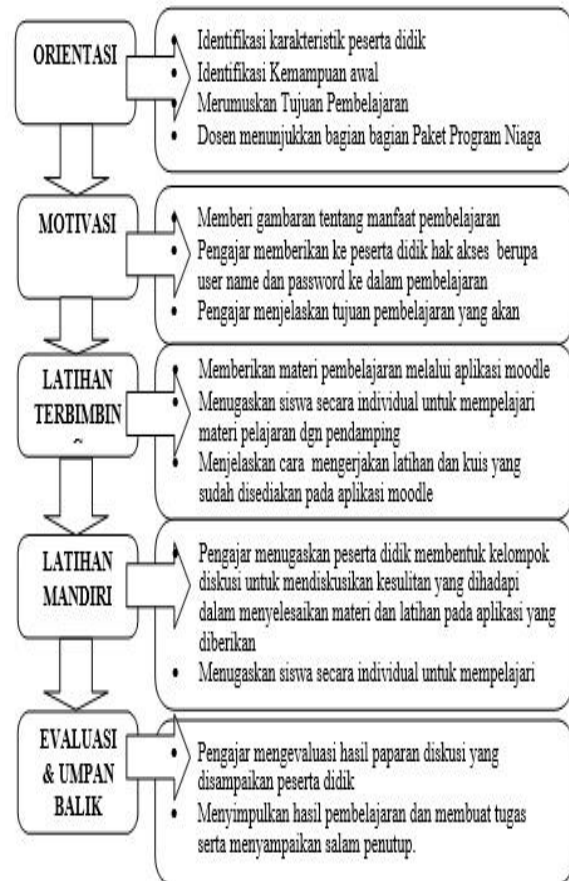 ORIENTASI
• Identifikasi karakteristik peserta didik
• Identifikasi Kemampuan awal
• Merumuskan Tujuan Pembelajaran
• Dosen menunjukkan bagian bagian Paket Program Niaga
MOTIVASI
• Memberi gambaran tentang manfaat pembelajaran
• Pengajar memberikan ke peserta didik hak akses berupa
user name dan password ke dalam pembelajaran
• Pengajar menjelaskan tujuan pembelajaran yang akan
LATIHAN
TERBIMBIN
~
• Memberikan materi pembelajaran melalui aplikasi moodle
• Menugaskan siswa secara individual untuk mempelajari
materi pelajaran dgn pendamping
• Menjelaskan cara mengerjakan latihan dan kuis yang
sudah disediakan pada aplikasi moodle
LATIHAN
MANDIRI
• Pengajar menugaskan peserta didik membentuk kelompok
diskusi untuk mendiskusikan kesulitan yang dihadapi
dalam menyelesaikan materi dan latihan pada aplikasi yang
diberikan
• Menugaskan siswa secara individual untuk mempelajari
EVALUASI
& UMPAN
BALIK
• Pengajar mengevaluasi hasil paparan diskusi yang
disampaikan peserta didik
• Menyimpulkan hasil pembelajaran dan membuat tugas
serta menyampaikan salam penutup.